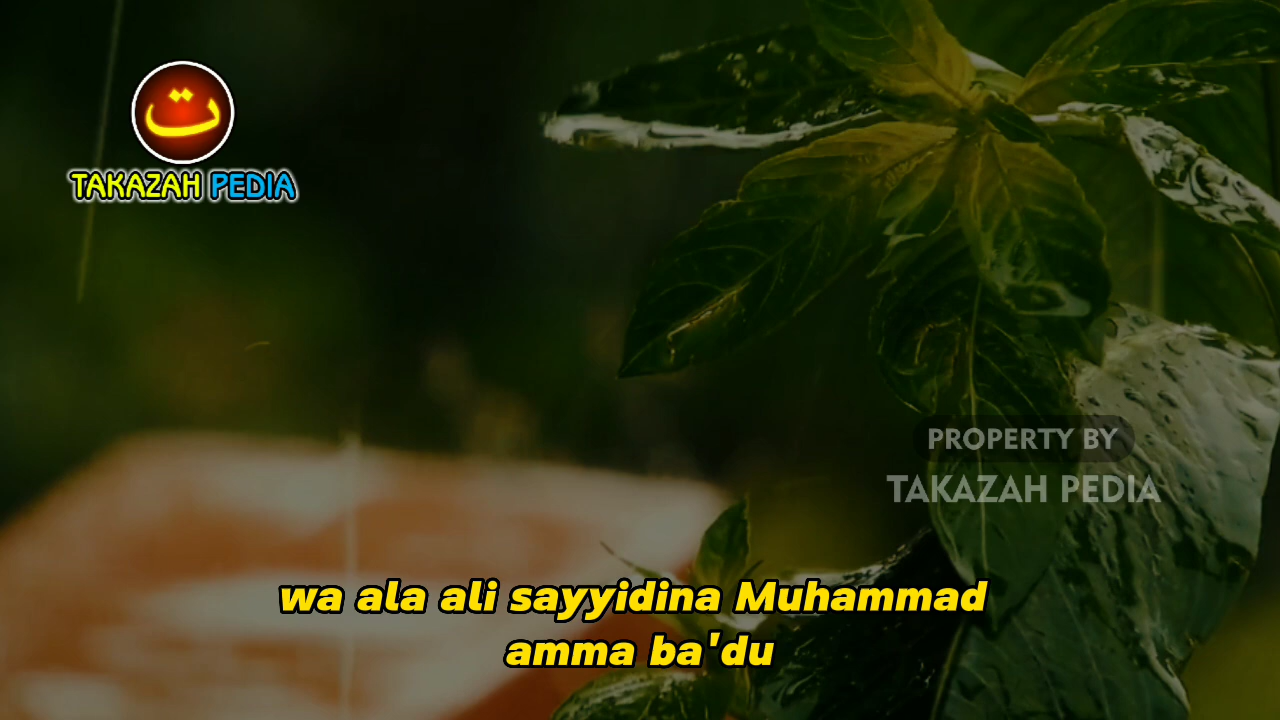 ت
TAKAZAH PEDIA
PROPERTY BY
TAKAZAH PEDIA
wa ala ali sayyidina Muhammad
amma ba'du